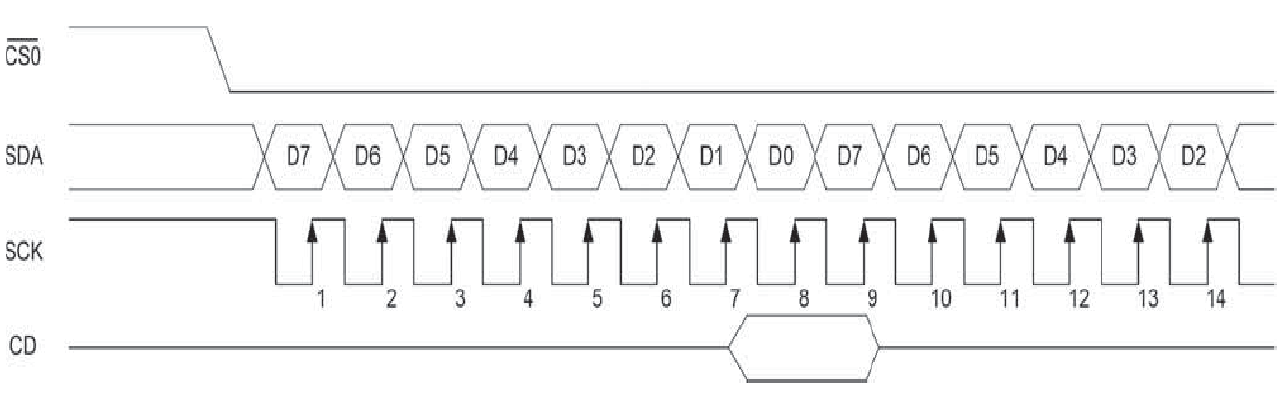 CS0
SDA D7 D6 D5 D4 D3 D2 D1 D0 D7 D6 D5 D4 D3 D2
SCK
1 2 3 4 5 6 7 8 9 10 11 12 13 14
CD